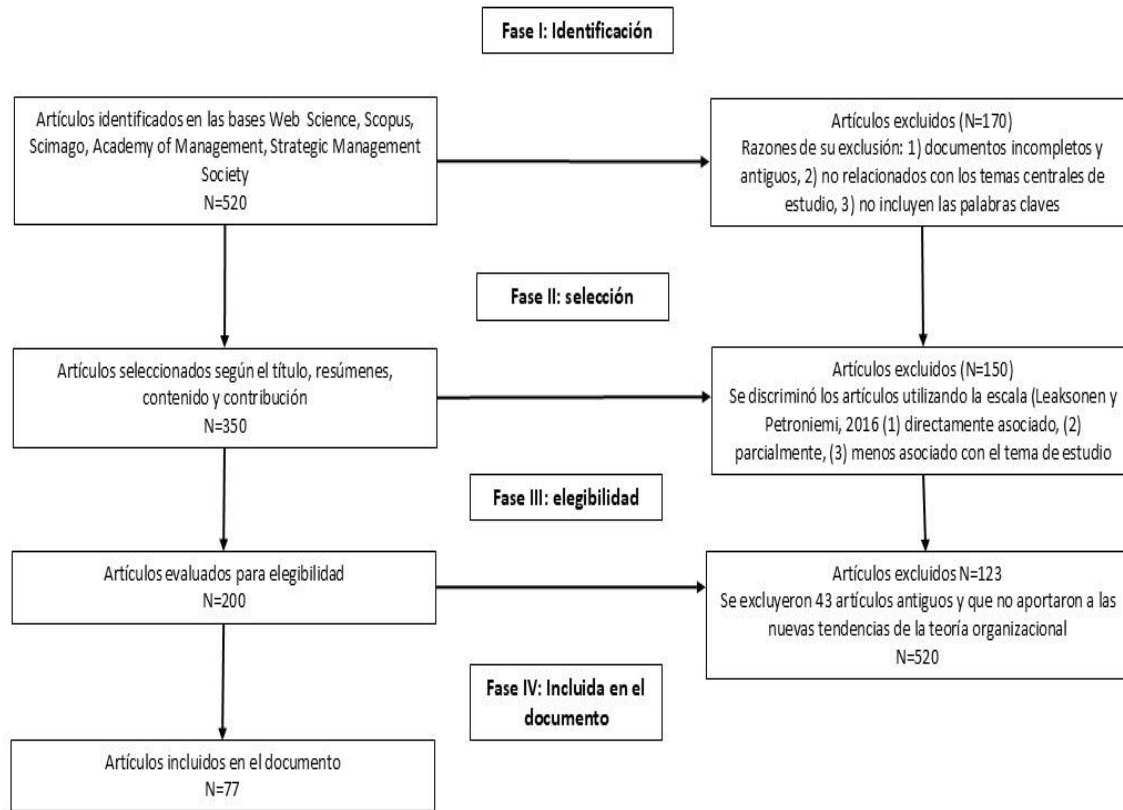 Fase I: Identificación
Artículos identificados en las bases Web Science, Scopus,
Scimago, Academy of Management, Strategic Management
Society
N=520
Artículos excluidos (N=170)
Razones de su exclusión: 1) documentos incompletos y
antiguos, 2) no relacionados con los temas centrales de
estudio, 3) no incluyen las palabras claves
Fase II: selección
Artículos seleccionados según el título, resúmenes,
contenido y contribución
N=350
Artículos excluidos (N=150)
Se discriminó los artículos utilizando la escala (Leaksonen y
Petroniemi, 2016 (1) directamente asociado, (2)
parcialmente, (3) menos asociado con el tema de estudio
Fase III: elegibilidad
Artículos evaluados para elegibilidad
N=200
Artículos excluidos N=123
Se excluyeron 43 artículos antiguos y que no aportaron a las
nuevas tendencias de la teoría organizacional
N=520
Fase IV: Incluida en el
documento
Artículos incluidos en el documento
N=77